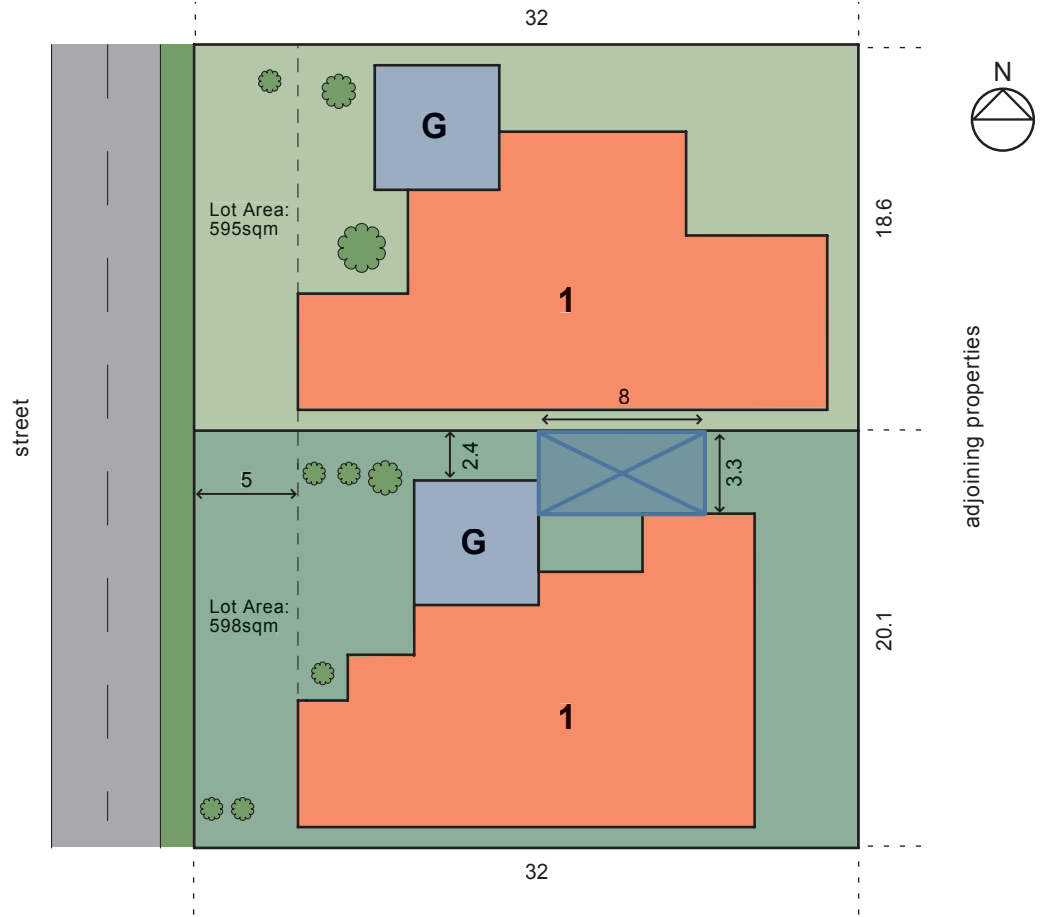 32
N
G
Lot Area:
595sqm
18.6
1
8
street
adjoining properties
2.4
3.3
5
G
Lot Area:
598sqm
20.1
1
32